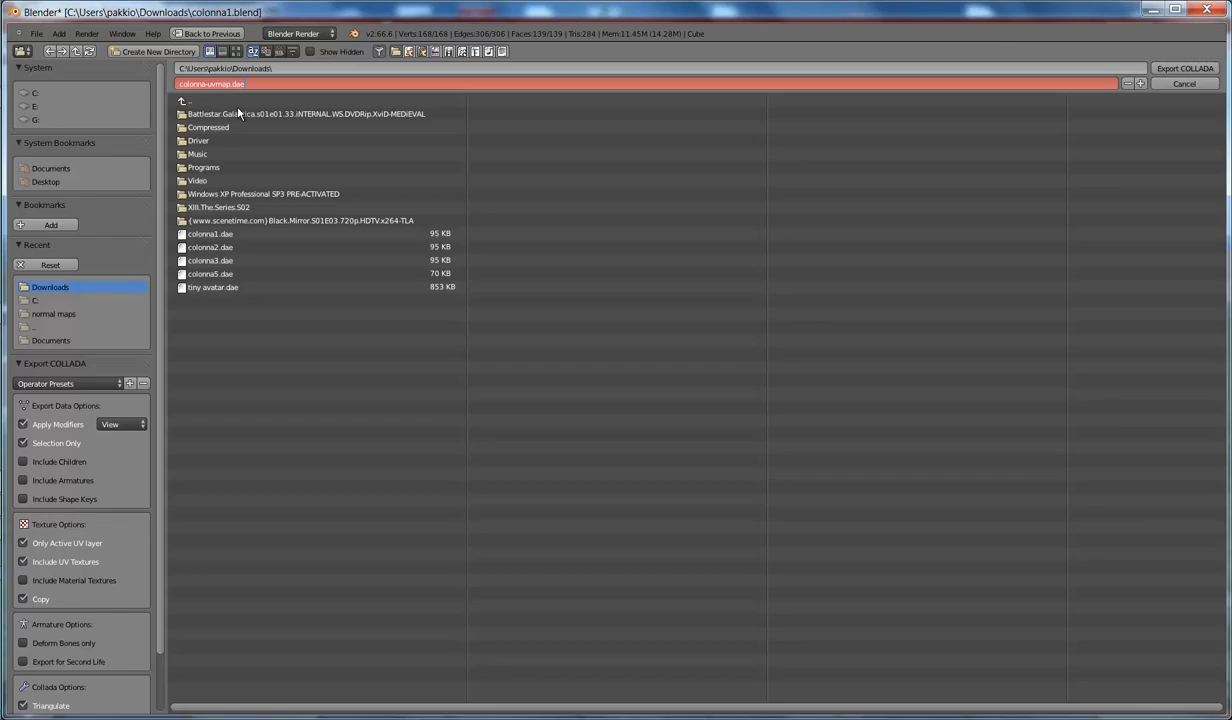 Blender* [C:\Users\pakkio\Downloads\colonna1.blend]
File Add Render Window Help Back to Previous Blender Render v2.66.6 | Verts:168/168 | Edges:306/306 | Faces:139/139 | Tris:284 | Mem:11.45M (14.28M) | Cube
Create New Directory Show Hidden
System
C:
E:
G:
System Bookmarks
Documents
Desktop
Bookmarks
Add
Recent
Reset
Downloads
C:
normal maps
..
Documents
Export COLLADA
Operator Presets
Export Data Options:
Apply Modifiers View
Selection Only
Include Children
Include Armatures
Include Shape Keys
Texture Options:
Only Active UV layer
Include UV Textures
Include Material Textures
Copy
Armature Options:
Deform Bones only
Export for Second Life
Collada Options:
Triangulate
C:\Users\pakkio\Downloads\ Export COLLADA
colonna-uvmap.dae Cancel
..
Compressed
Driver
Music
Programs
Video
Windows XP Professional SP3 PRE-ACTIVATED
XIII.The.Series.S02
{www.scenetime.com}Black.Mirror.S01E03.720p.HDTV.x264-TLA
colonna1.dae 95 KB
colonna2.dae 95 KB
colonna3.dae 95 KB
colonna5.dae 70 KB
tiny avatar.dae 853 KB